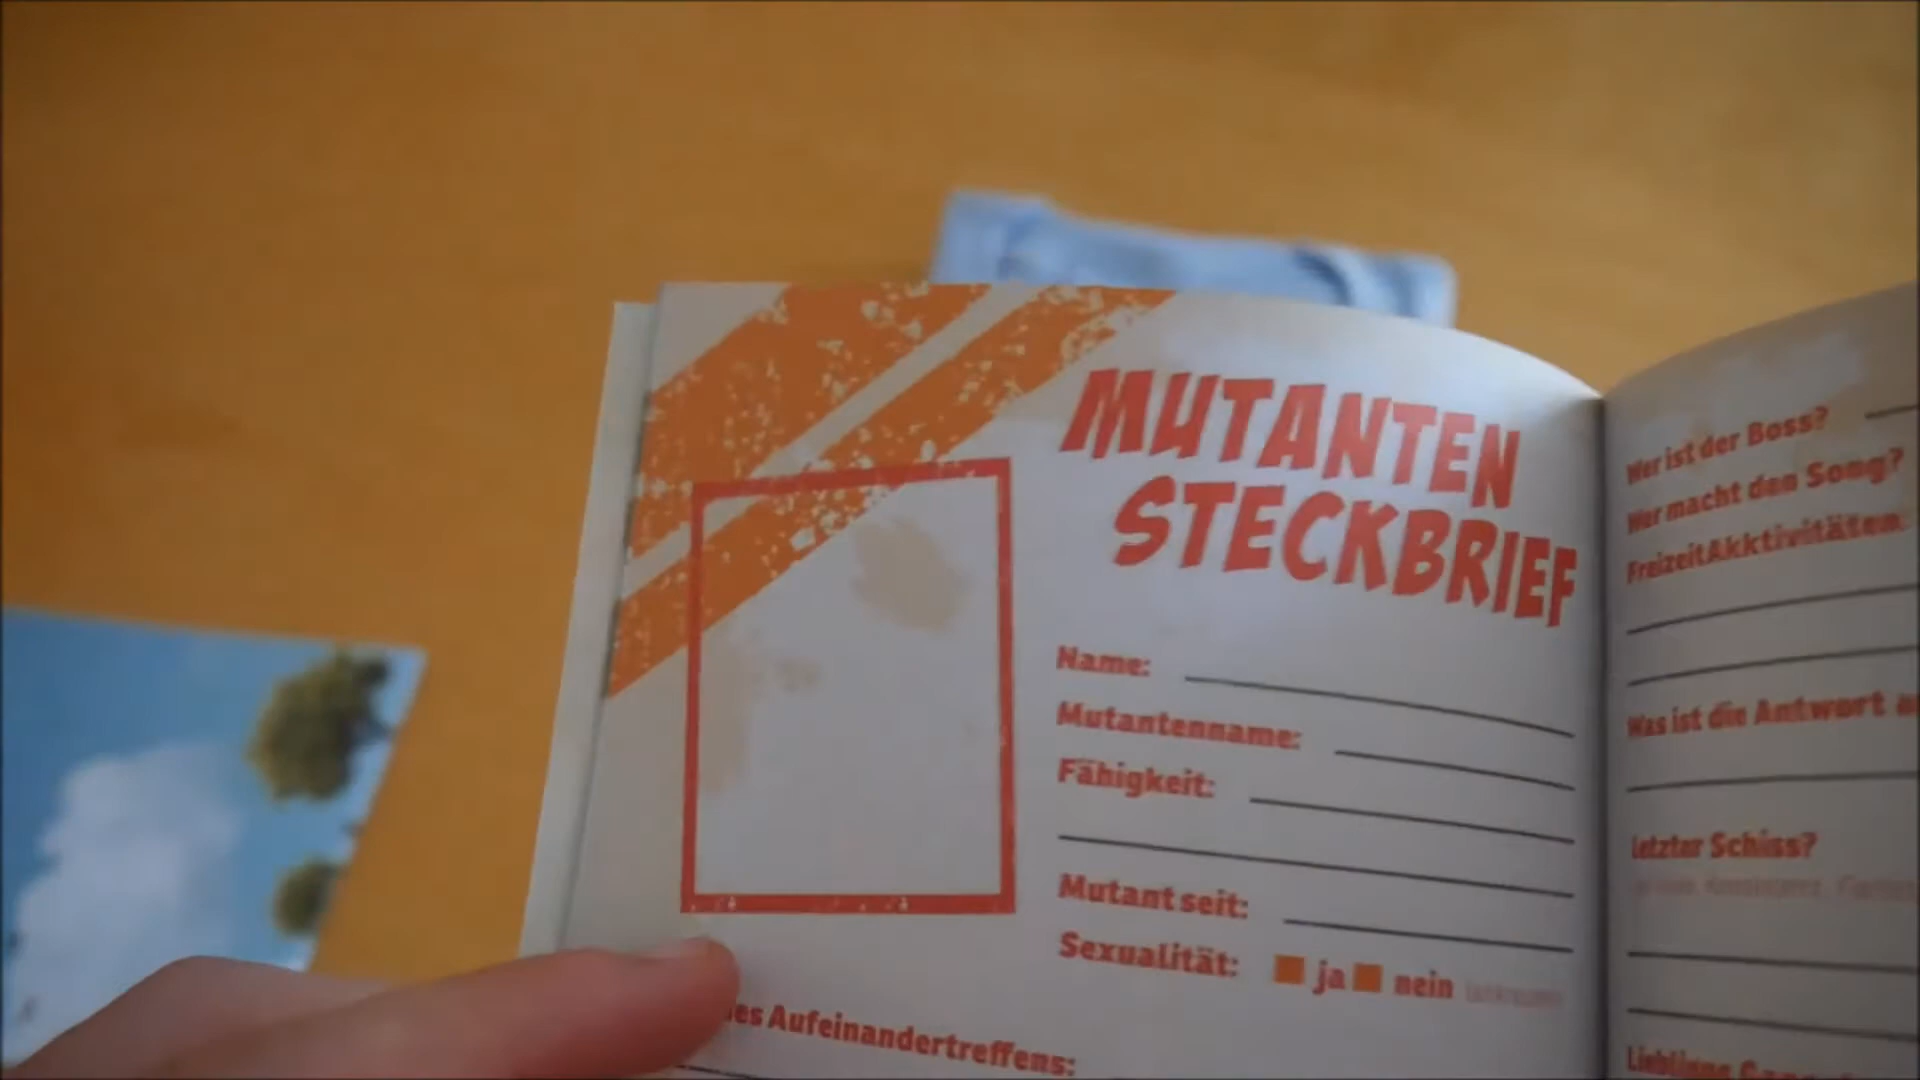 MUTANTEN
STECKBRIEF
Name:
Mutantenname:
Fähigkeit:
Mutant seit:
Sexualität: ja nein
Aufeinandertreffens:
Wer ist der Boss?
Wer macht den Song?
FreizeitAkktivitäten:
Was ist die Antwort
letzter Schiss?